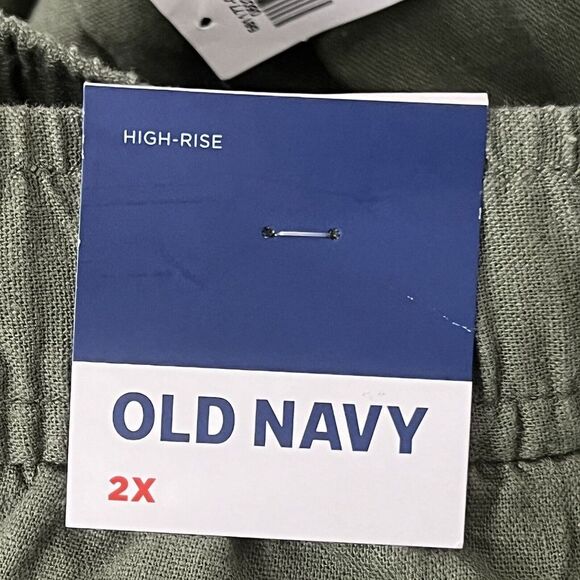 HIGH-RISE
OLD NAVY
2X